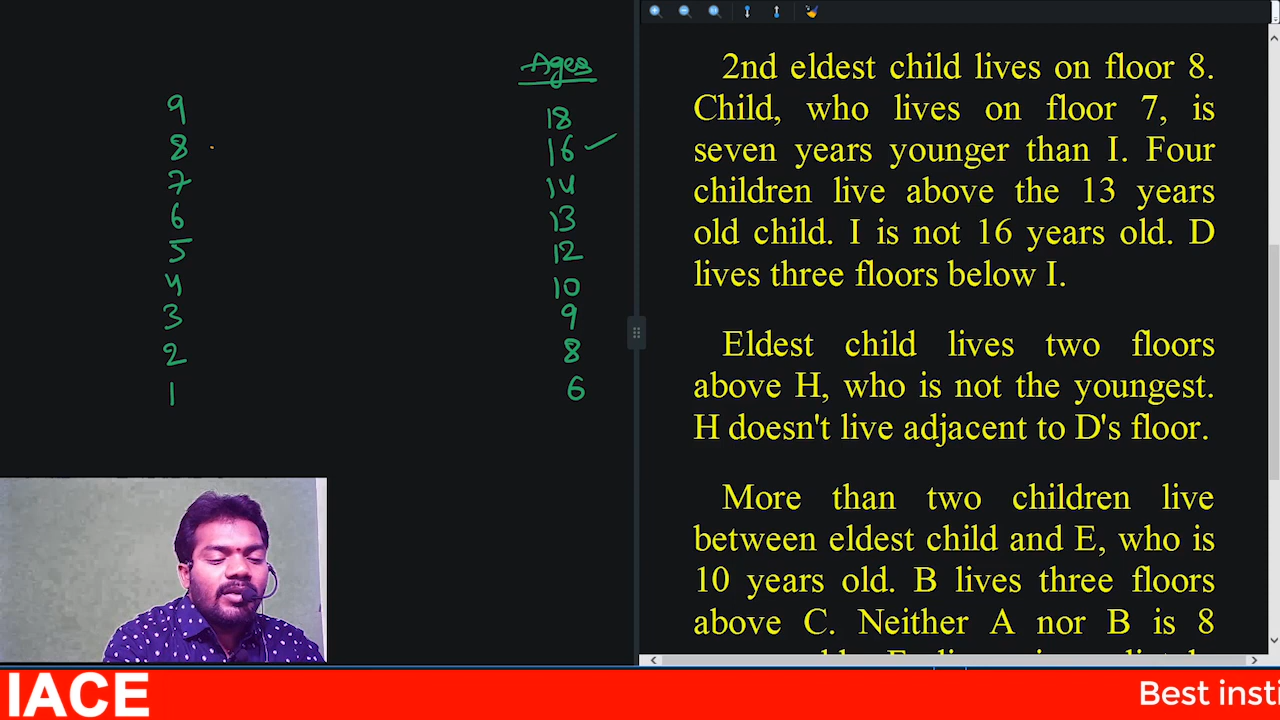 Ages
9 18
8 16
7 14
6 13
5 12
4 10
3 9
2 8
1 6
2nd eldest child lives on floor 8.
Child, who lives on floor 7, is
seven years younger than I. Four
children live above the 13 years
old child. I is not 16 years old. D
lives three floors below I.
Eldest child lives two floors
above H, who is not the youngest.
H doesn't live adjacent to D's floor.
More than two children live
between eldest child and E, who is
10 years old. B lives three floors
above C. Neither A nor B is 8
IACE
Best insti